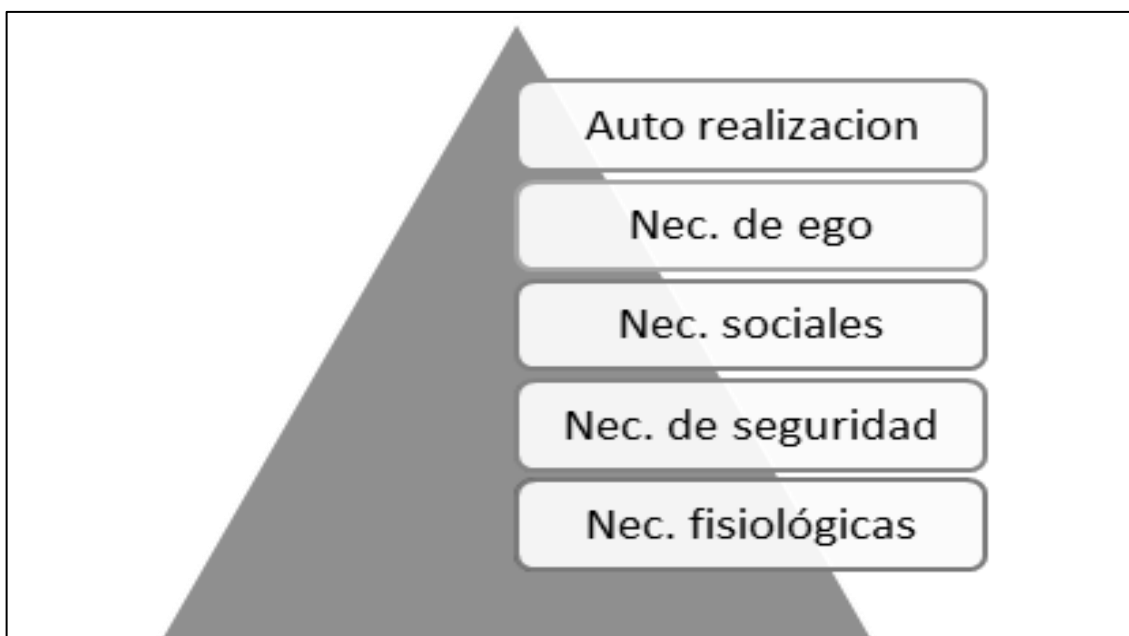 Auto realizacion
Nec. de ego
Nec. sociales
Nec. de seguridad
Nec. fisiológicas